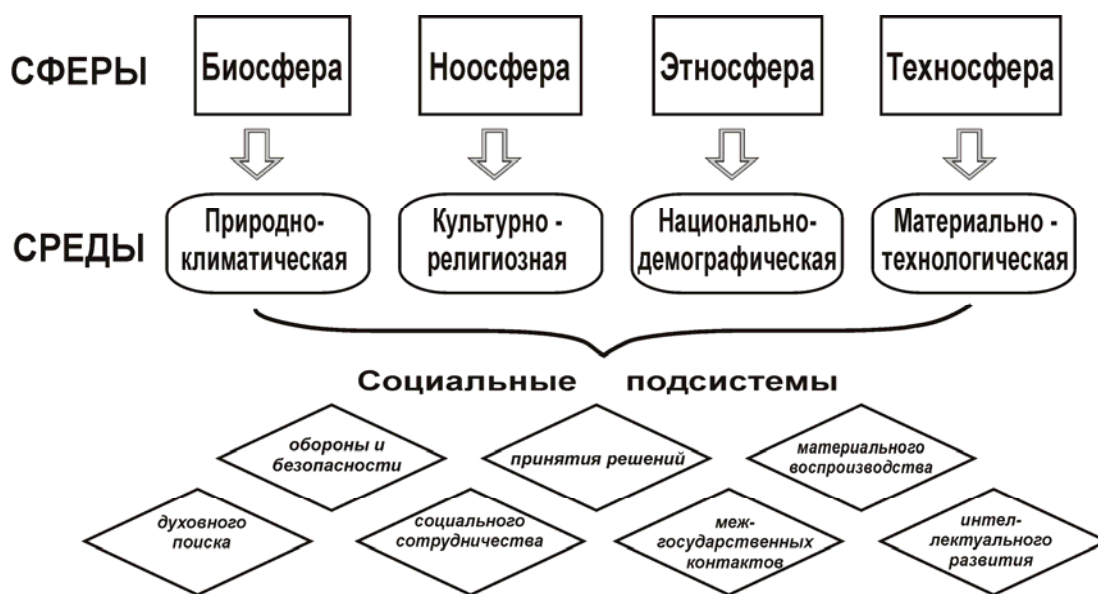 СФЕРЫ
Биосфера
Ноосфера
Этносфера
Техносфера
СРЕДЫ
Природно-
климатическая
Культурно -
религиозная
Национально-
демографическая
Материально -
технологическая
Социальные подсистемы
обороны и
безопасности
принятия решений
материального
воспроизводства
духовного
поиска
социального
сотрудничества
меж-
государственных
контактов
интел-
лектуального
развития